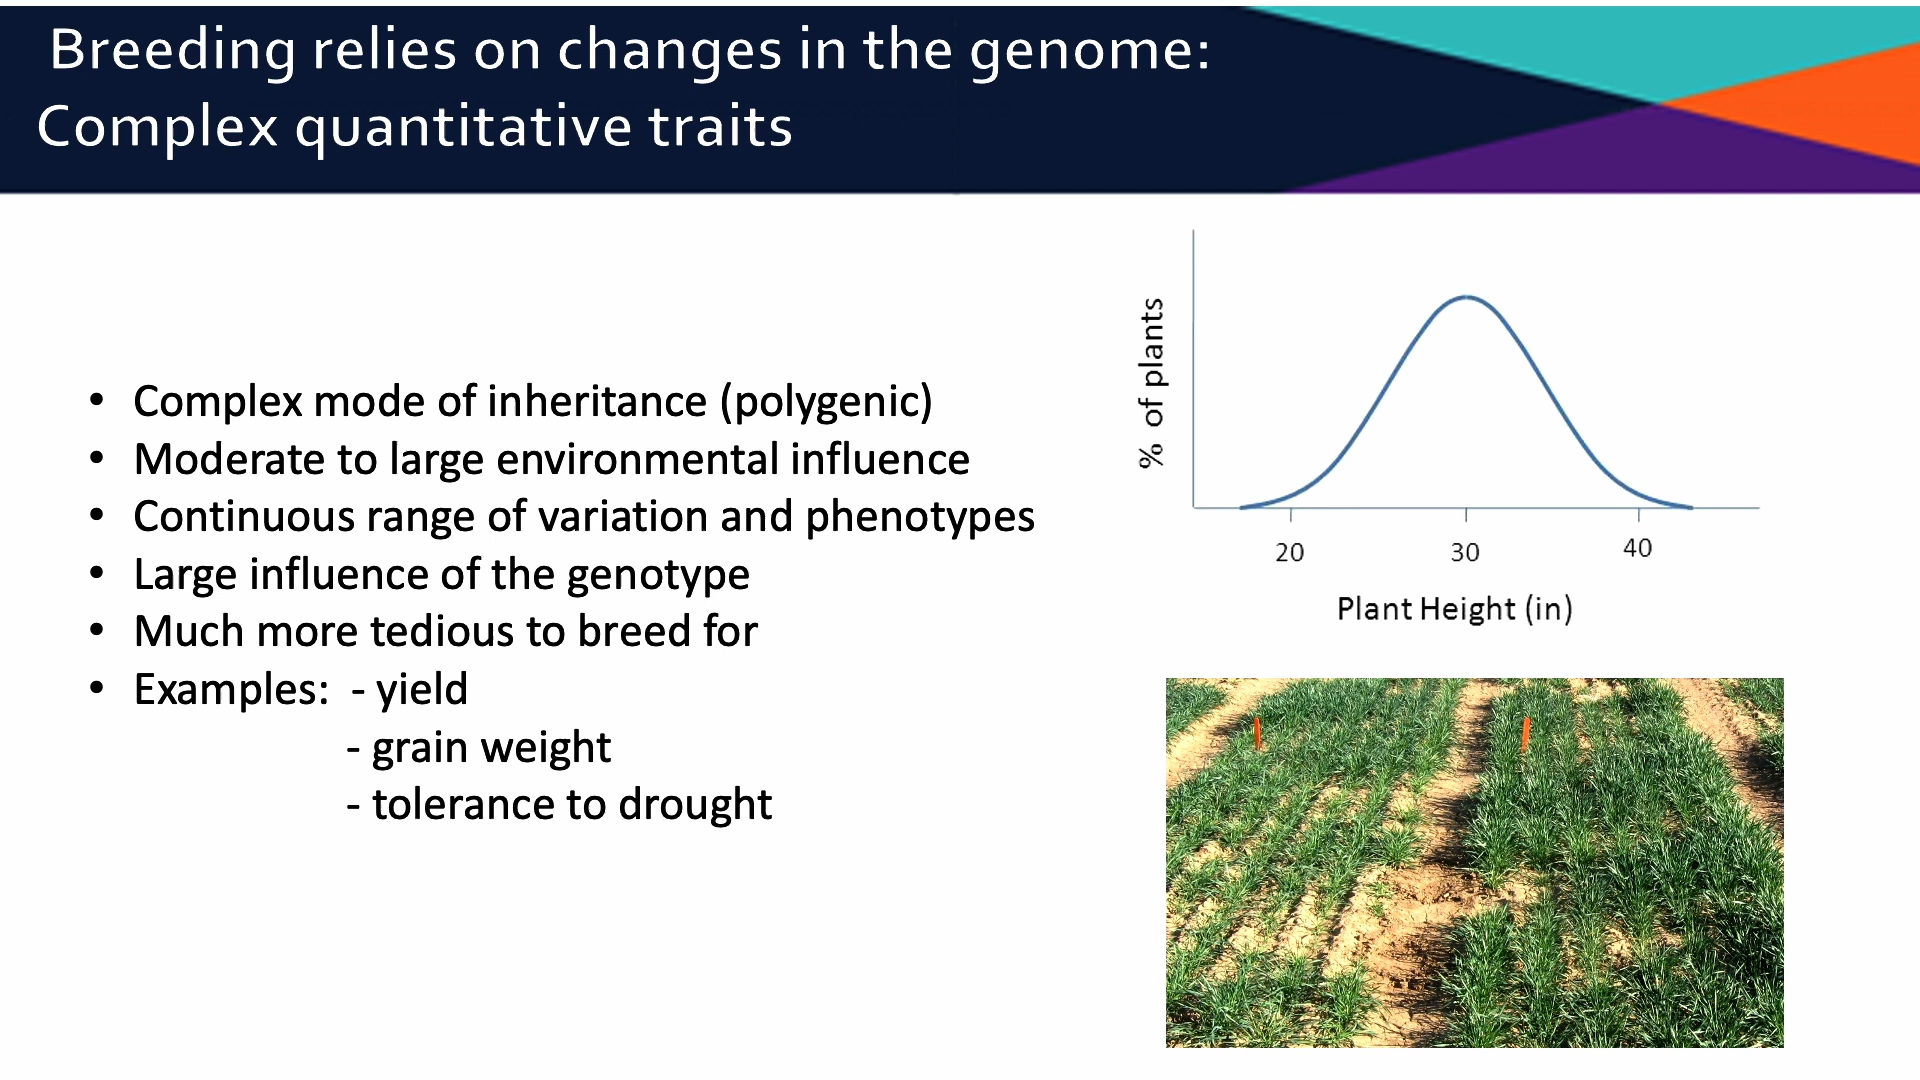 Breeding relies on changes in the genome:
Complex quantitative traits
• Complex mode of inheritance (polygenic)
• Moderate to large environmental influence
• Continuous range of variation and phenotypes
• Large influence of the genotype
• Much more tedious to breed for
• Examples: - yield
- grain weight
- tolerance to drought
% of plants
20 30 40
Plant Height (in)